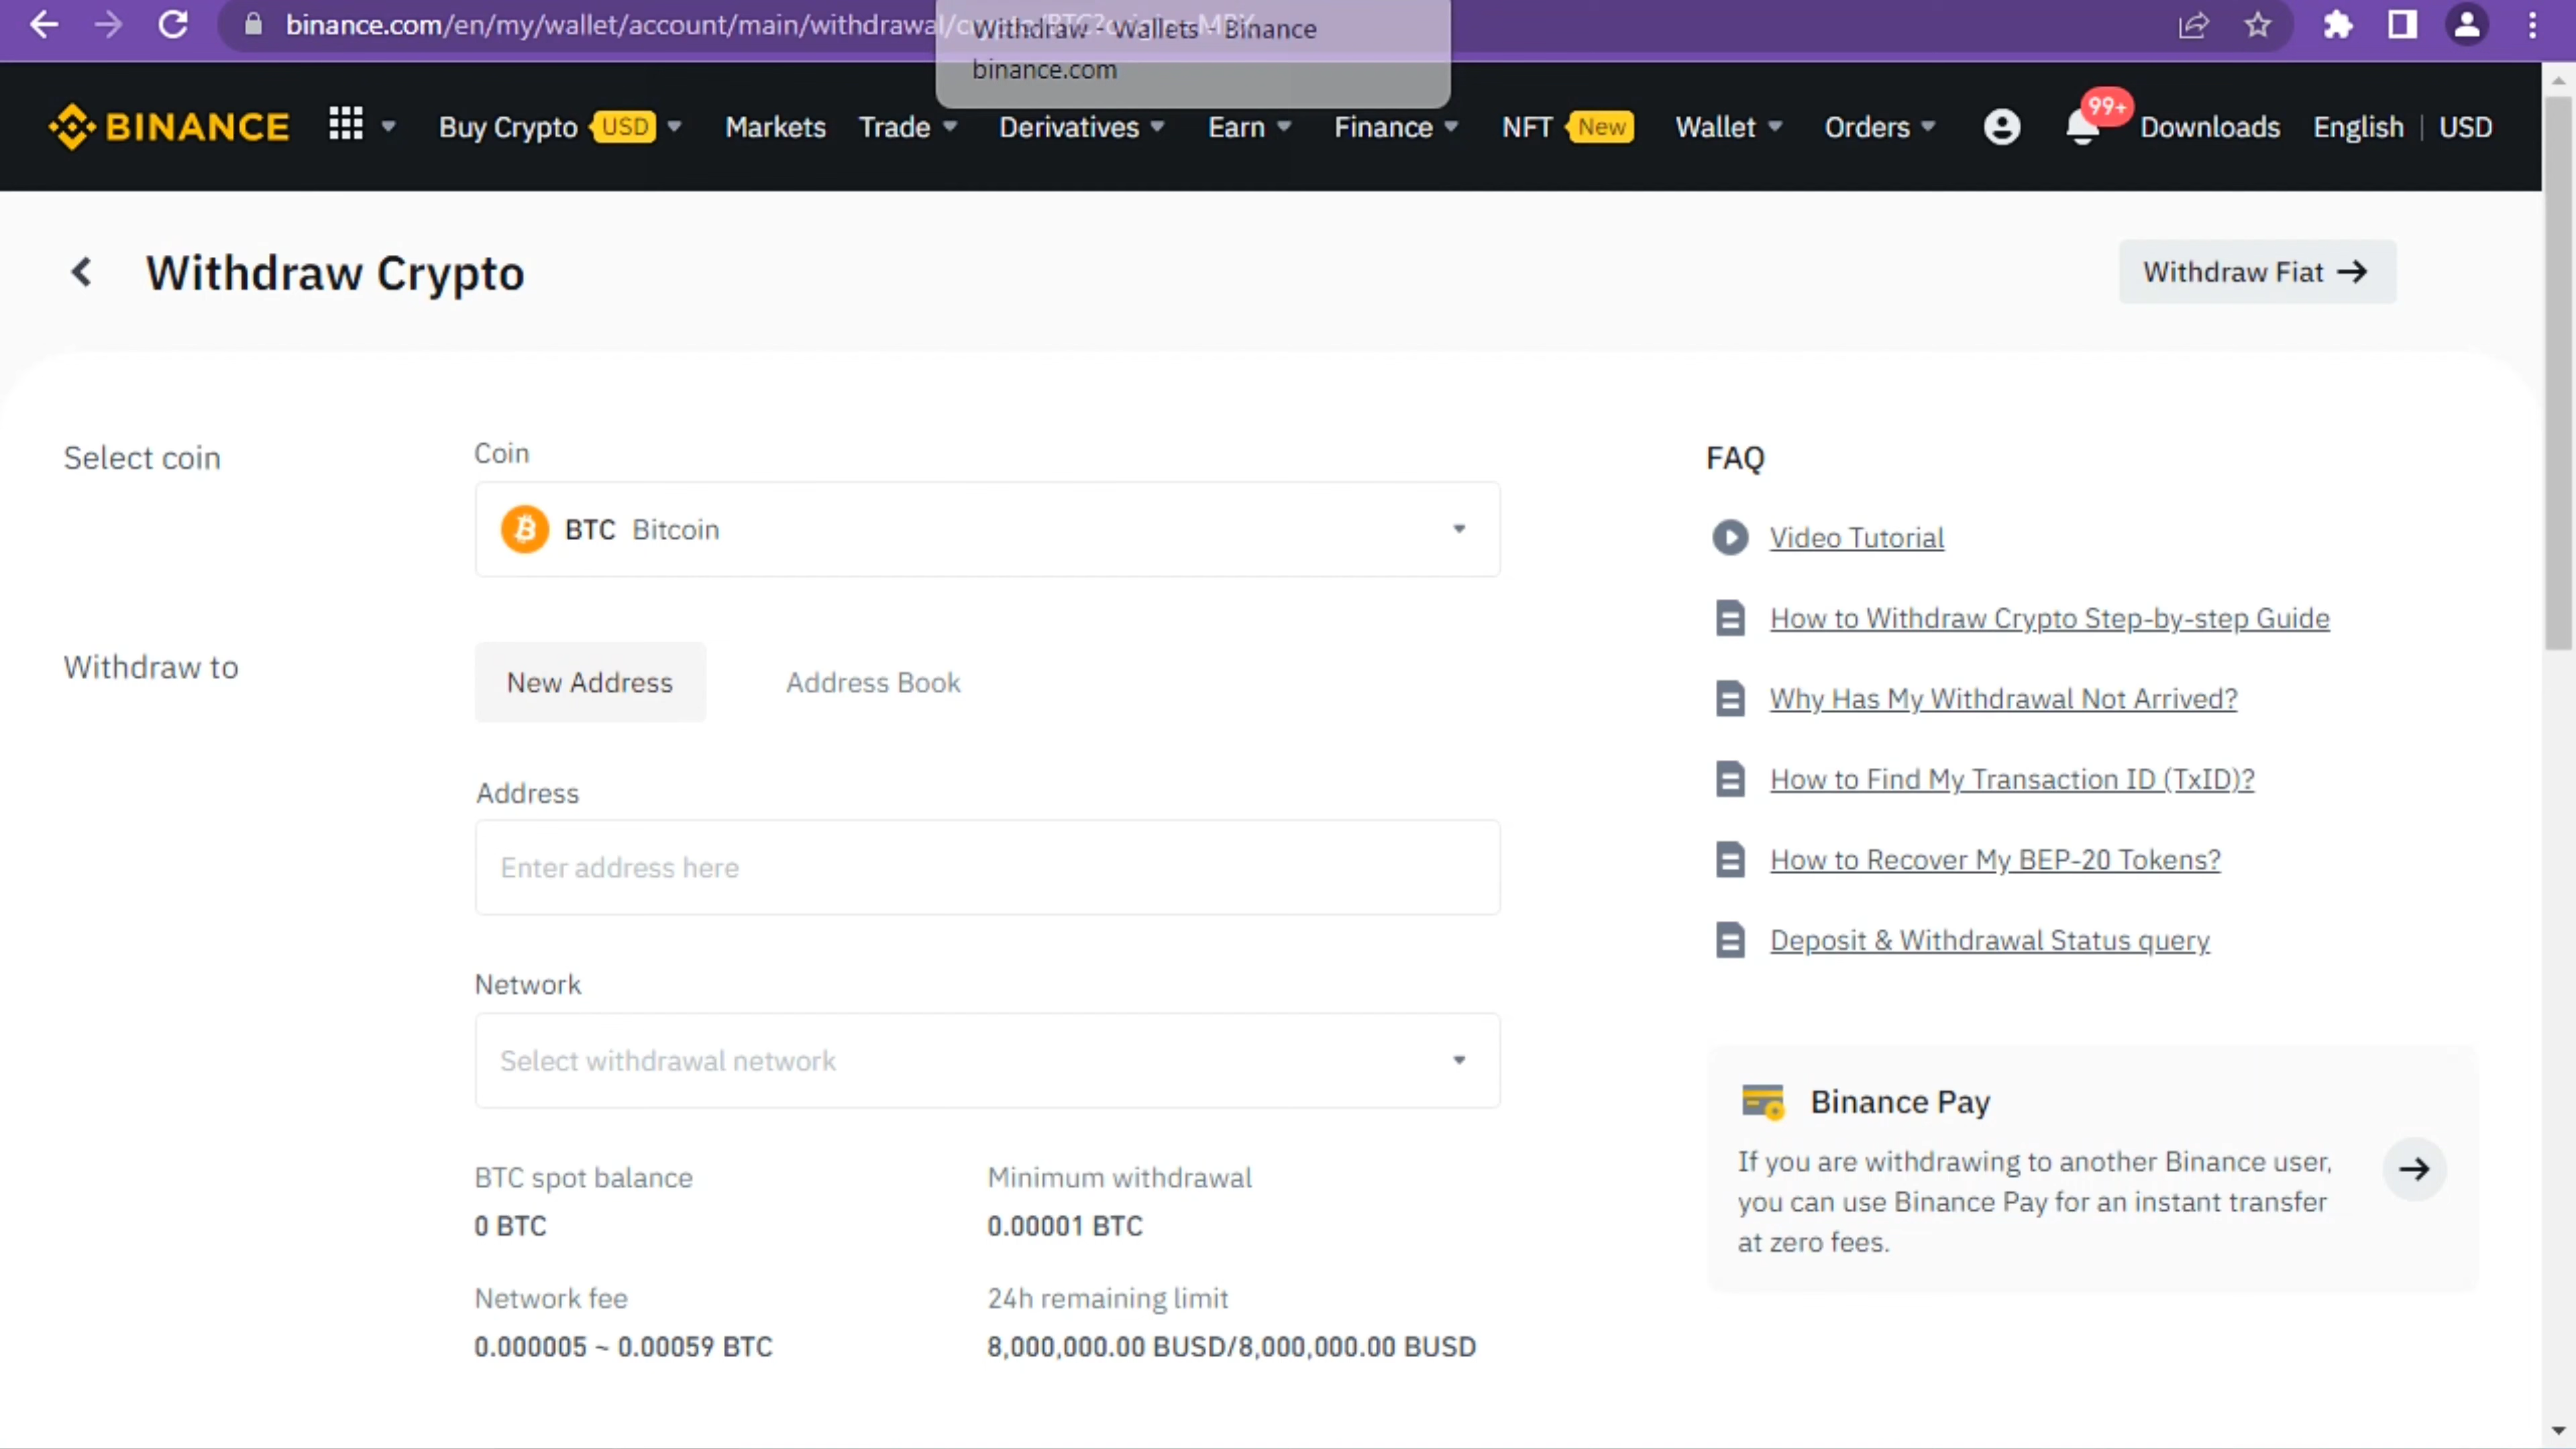 binance.com/en/my/wallet/account/main/withdrawal/
Withdraw - Wallets - Binance
binance.com
BINANCE Buy Crypto USD Markets Trade Derivatives Earn Finance NFT New Wallet Orders 99+ Downloads English | USD
Withdraw Crypto
Withdraw Fiat →
Select coin
Coin
BTC Bitcoin
Withdraw to
New Address Address Book
Address
Enter address here
Network
Select withdrawal network
BTC spot balance Minimum withdrawal
0 BTC 0.00001 BTC
Network fee 24h remaining limit
0.000005 ~ 0.00059 BTC 8,000,000.00 BUSD/8,000,000.00 BUSD
FAQ
Video Tutorial
How to Withdraw Crypto Step-by-step Guide
Why Has My Withdrawal Not Arrived?
How to Find My Transaction ID (TxID)?
How to Recover My BEP-20 Tokens?
Deposit & Withdrawal Status query
Binance Pay
If you are withdrawing to another Binance user,
you can use Binance Pay for an instant transfer
at zero fees.